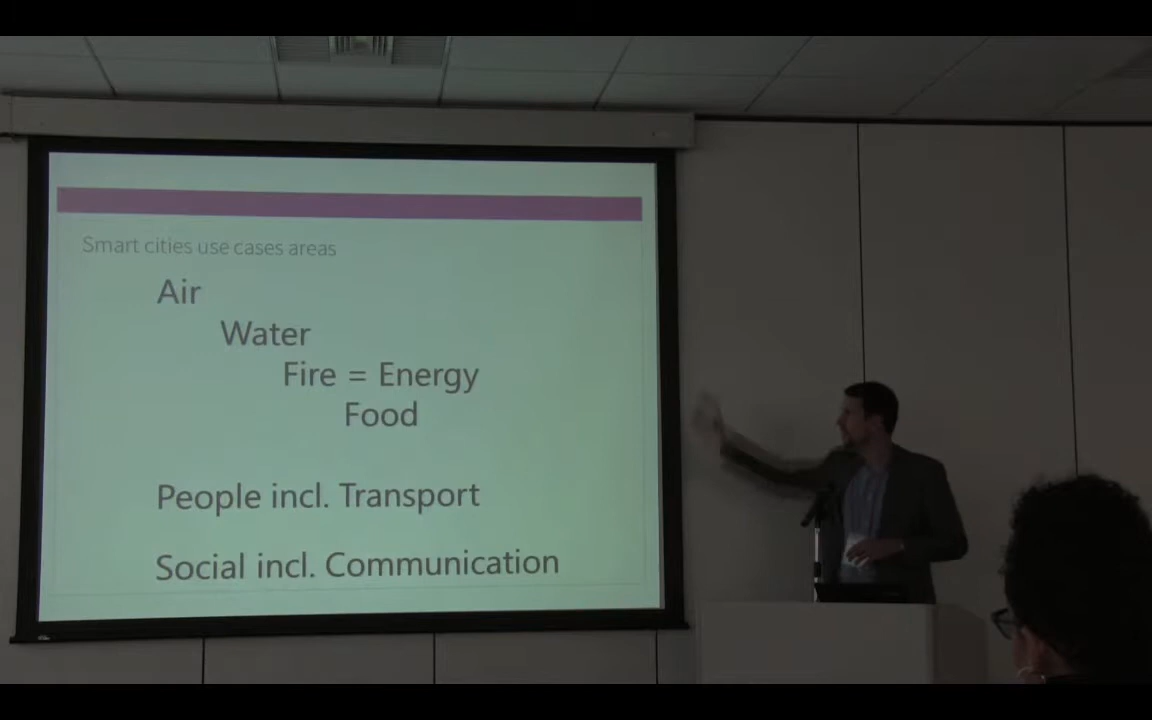 Smart cities use cases areas
Air
Water
Fire = Energy
Food
People incl. Transport
Social incl. Communication